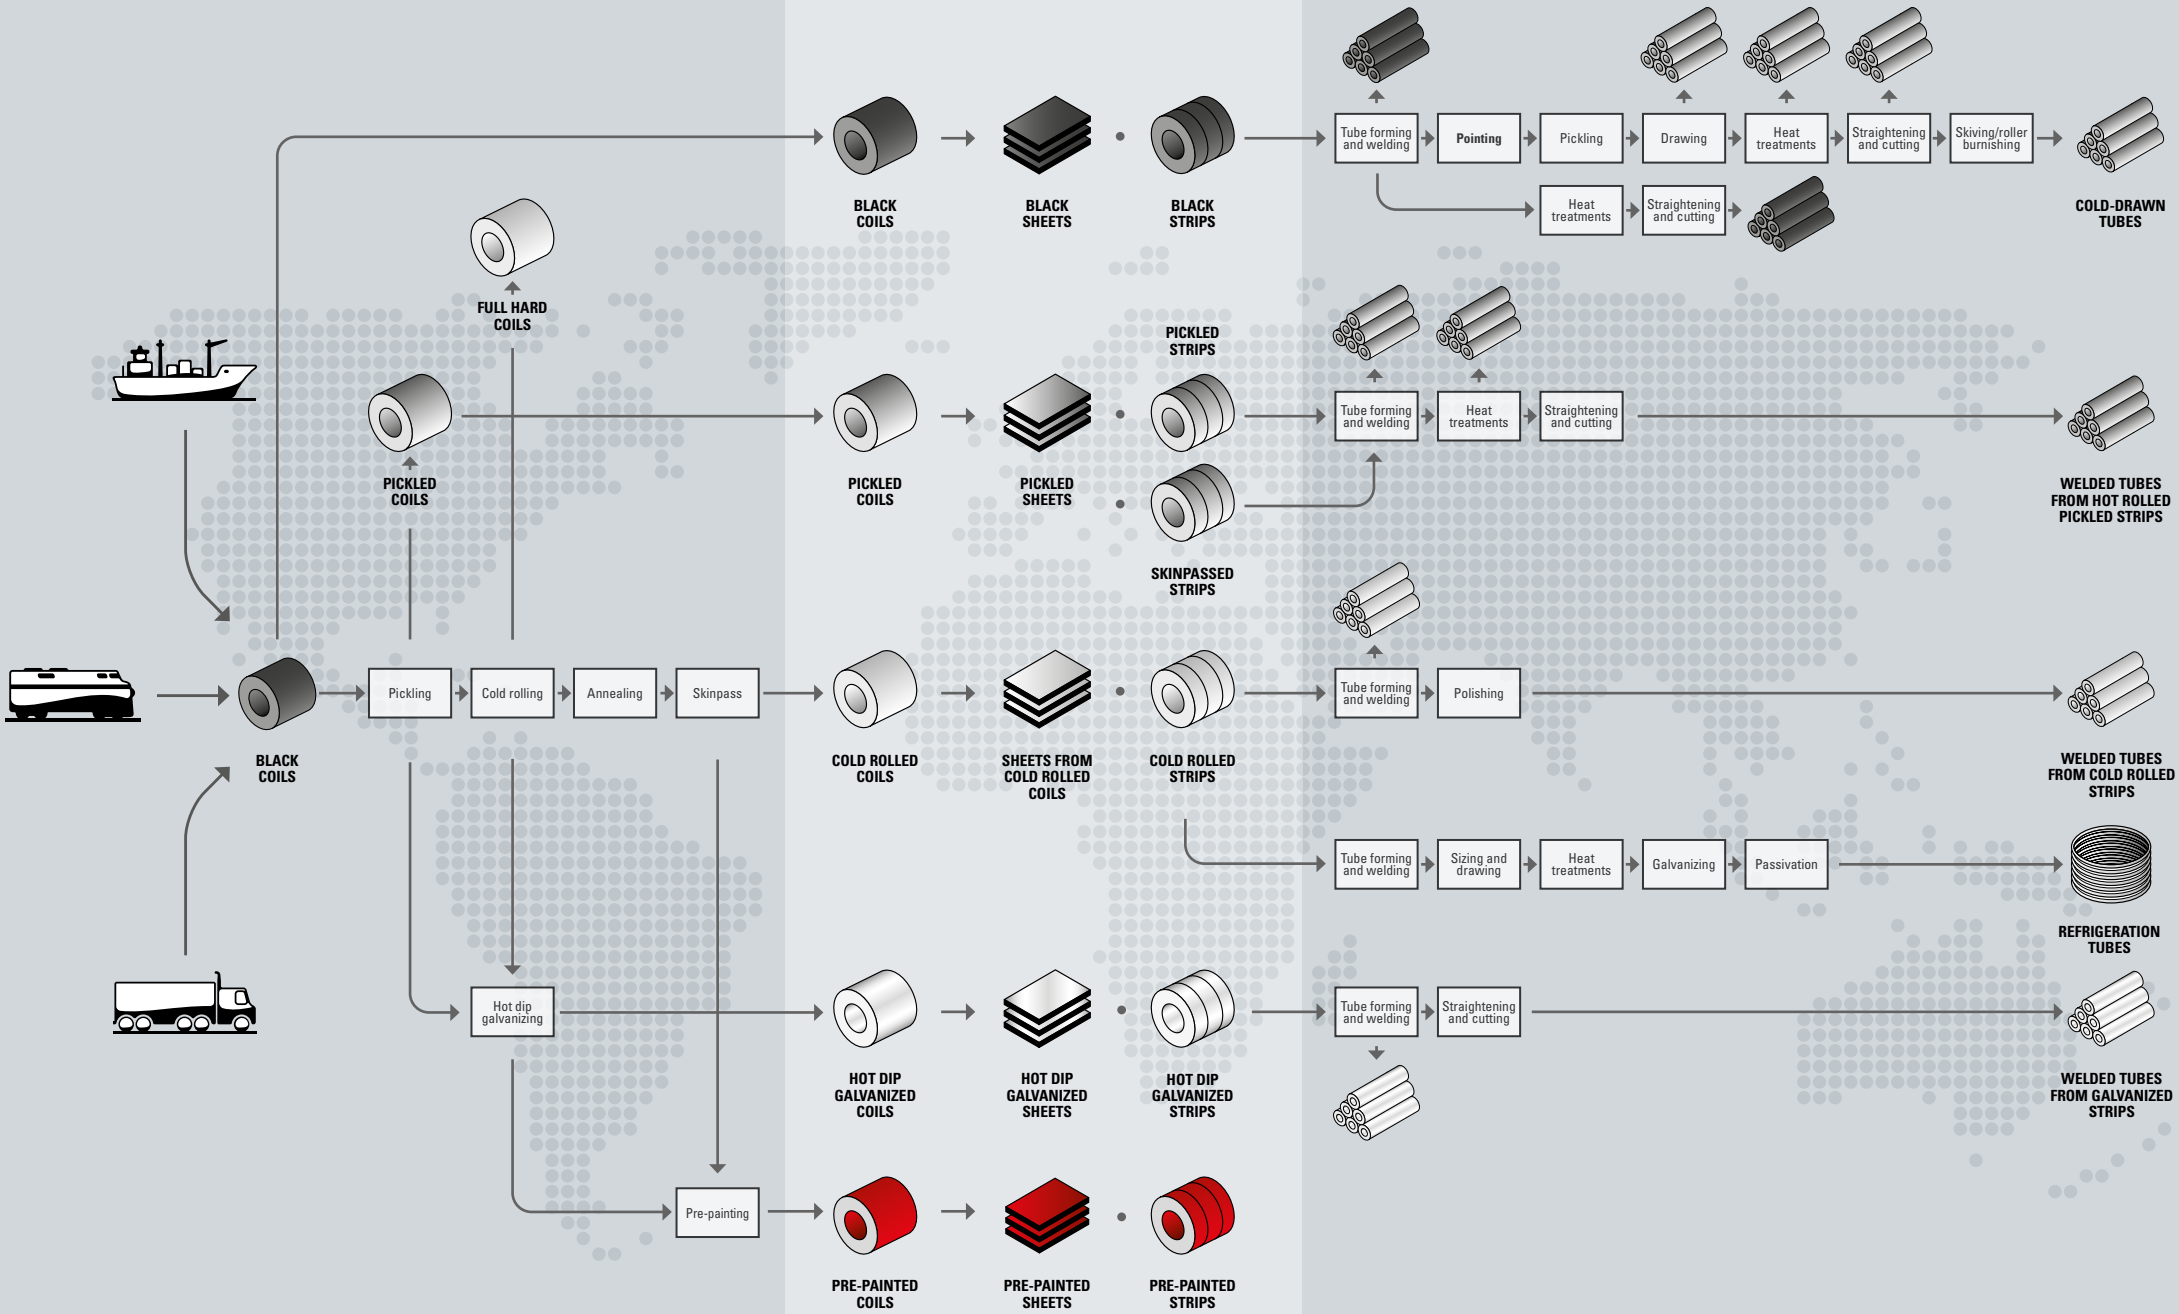 Tube forming
and welding
Pointing
Pickling
Drawing
Heat
treatments
Straightening
and cutting
Skiving/roller
burnishing
BLACK
COILS
BLACK
SHEETS
BLACK
STRIPS
Heat
treatments
Straightening
and cutting
COLD-DRAWN
TUBES
FULL HARD
COILS
PICKLED
STRIPS
Tube forming
and welding
Heat
treatments
Straightening
and cutting
PICKLED
COILS
PICKLED
COILS
PICKLED
SHEETS
WELDED TUBES
FROM HOT ROLLED
PICKLED STRIPS
SKINPASSED
STRIPS
BLACK
COILS
Pickling
Cold rolling
Annealing
Skinpass
Tube forming
and welding
Polishing
COLD ROLLED
COILS
SHEETS FROM
COLD ROLLED
COILS
COLD ROLLED
STRIPS
WELDED TUBES
FROM COLD ROLLED
STRIPS
Tube forming
and welding
Sizing and
drawing
Heat
treatments
Galvanizing
Passivation
REFRIGERATION
TUBES
Hot dip
galvanizing
Tube forming
and welding
Straightening
and cutting
HOT DIP
GALVANIZED
COILS
HOT DIP
GALVANIZED
SHEETS
HOT DIP
GALVANIZED
STRIPS
WELDED TUBES
FROM GALVANIZED
STRIPS
Pre-painting
PRE-PAINTED
COILS
PRE-PAINTED
SHEETS
PRE-PAINTED
STRIPS